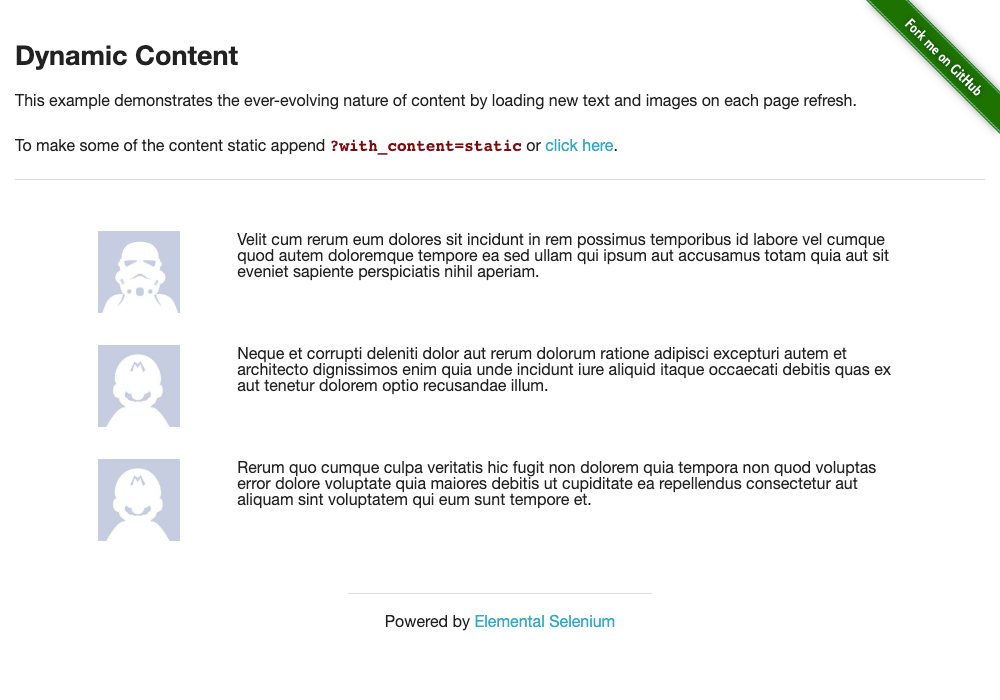 Fork me on GitHub
Dynamic Content
This example demonstrates the ever-evolving nature of content by loading new text and images on each page refresh.
To make some of the content static append ?with_content=static or click here.
Velit cum rerum eum dolores sit incidunt in rem possimus temporibus id labore vel cumque
quod autem doloremque tempore ea sed ullam qui ipsum aut accusamus totam quia aut sit
eveniet sapiente perspiciatis nihil aperiam.
Neque et corrupti deleniti dolor aut rerum dolorum ratione adipisci excepturi autem et
architecto dignissimos enim quia unde incidunt iure aliquid itaque occaecati debitis quas ex
aut tenetur dolorem optio recusandae illum.
Rerum quo cumque culpa veritatis hic fugit non dolorem quia tempora non quod voluptas
error dolore voluptate quia maiores debitis ut cupiditate ea repellendus consectetur aut
aliquam sint voluptatem qui eum sunt tempore et.
Powered by Elemental Selenium